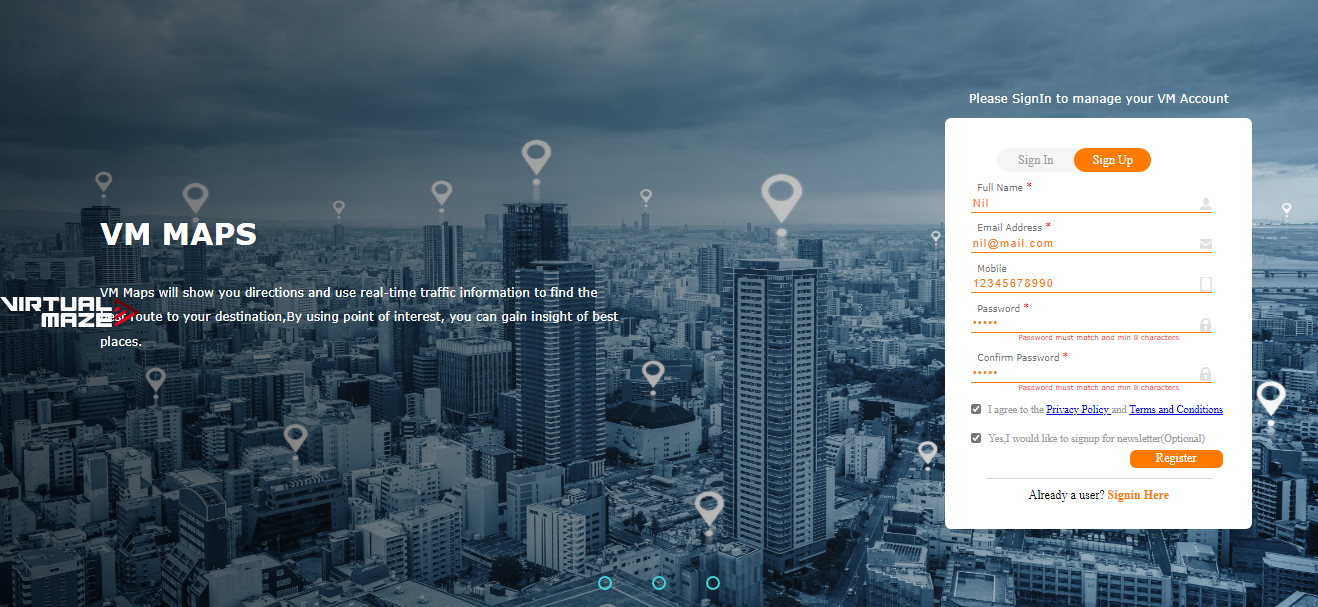 Please SignIn to manage your VM Account
Sign In Sign Up
Full Name *
Nil
Email Address *
nil@mail.com
Mobile
12345678990
Password *
•••••
Password must match and min 8 characters
Confirm Password *
•••••
Password must match and min 8 characters
I agree to the Privacy Policy and Terms and Conditions
Yes,I would like to signup for newsletter(Optional)
Register
Already a user? Signin Here
VM MAPS
VM Maps will show you directions and use real-time traffic information to find the
best route to your destination,By using point of interest, you can gain insight of best
places.
VIRTUAL
MAZE